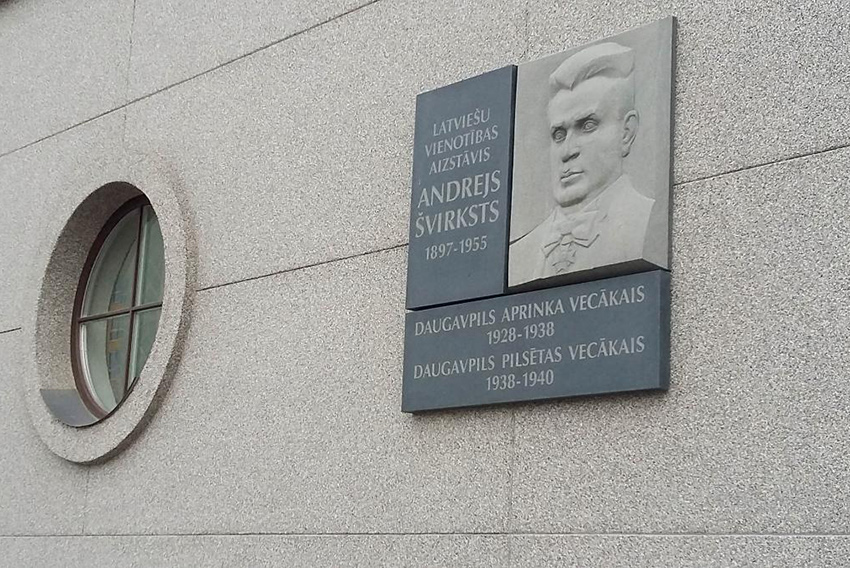 LATVIEŠU
VIENOTĪBAS
AIZSTĀVIS
ANDREJS
ŠVIRKSTS
1897-1955
DAUGAVPILS APRINKA VECĀKAIS
1928-1938
DAUGAVPILS PILSĒTAS VECĀKAIS
1938-1940